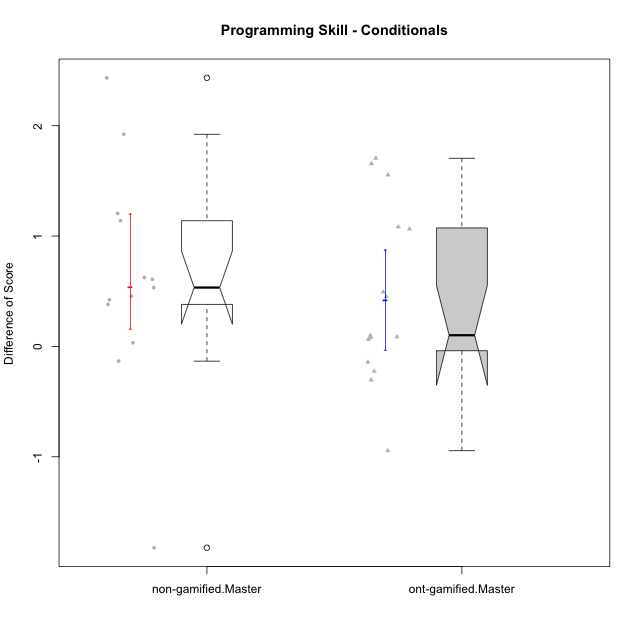 Programming Skill - Conditionals
Difference of Score
2
1
0
-1
non-gamified.Master
ont-gamified.Master